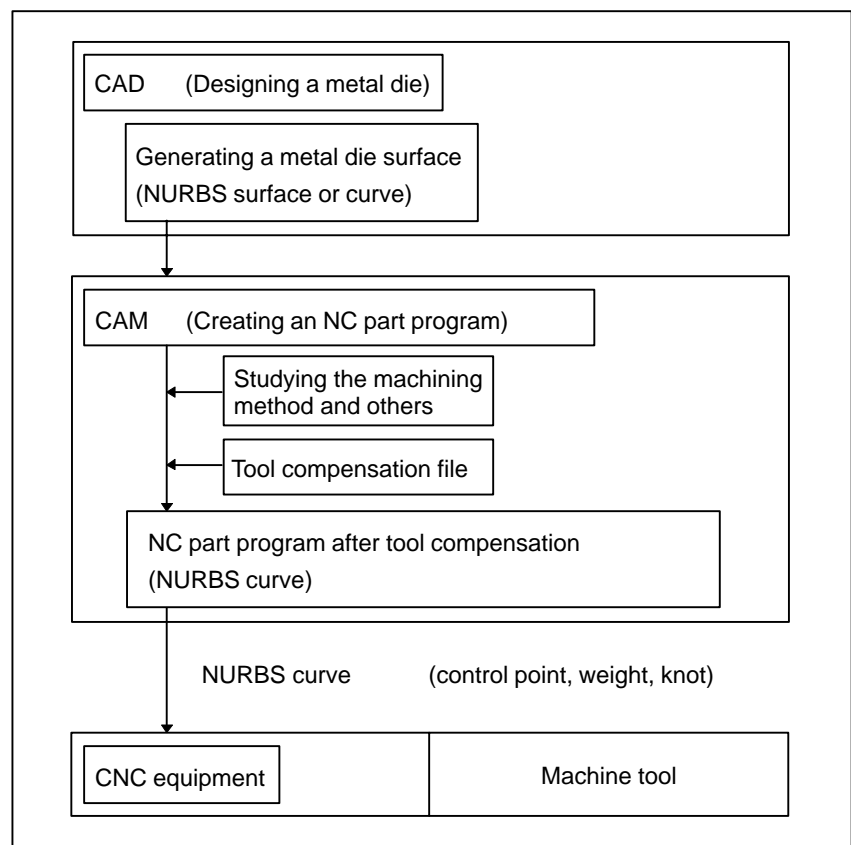 CAD (Designing a metal die)
Generating a metal die surface
(NURBS surface or curve)
CAM (Creating an NC part program)
Studying the machining
method and others
Tool compensation file
NC part program after tool compensation
(NURBS curve)
NURBS curve (control point, weight, knot)
CNC equipment
Machine tool